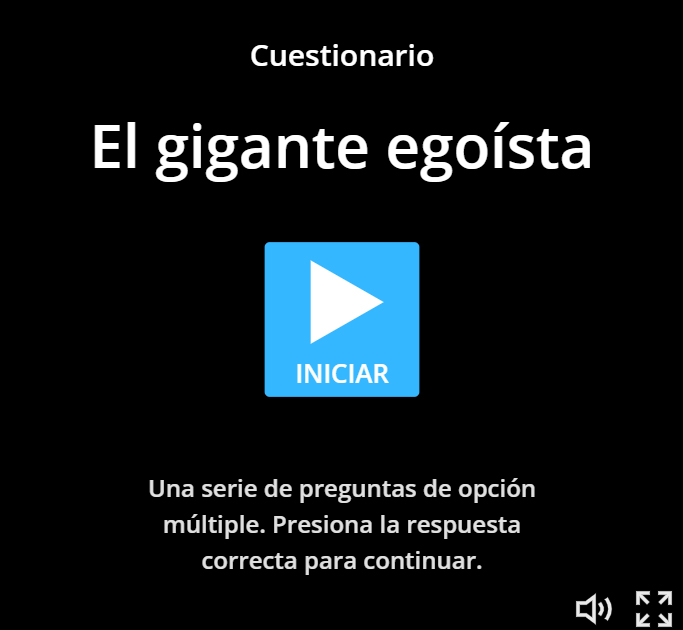 Cuestionario
El gigante egoísta
INICIAR
Una serie de preguntas de opción
múltiple. Presiona la respuesta
correcta para continuar.